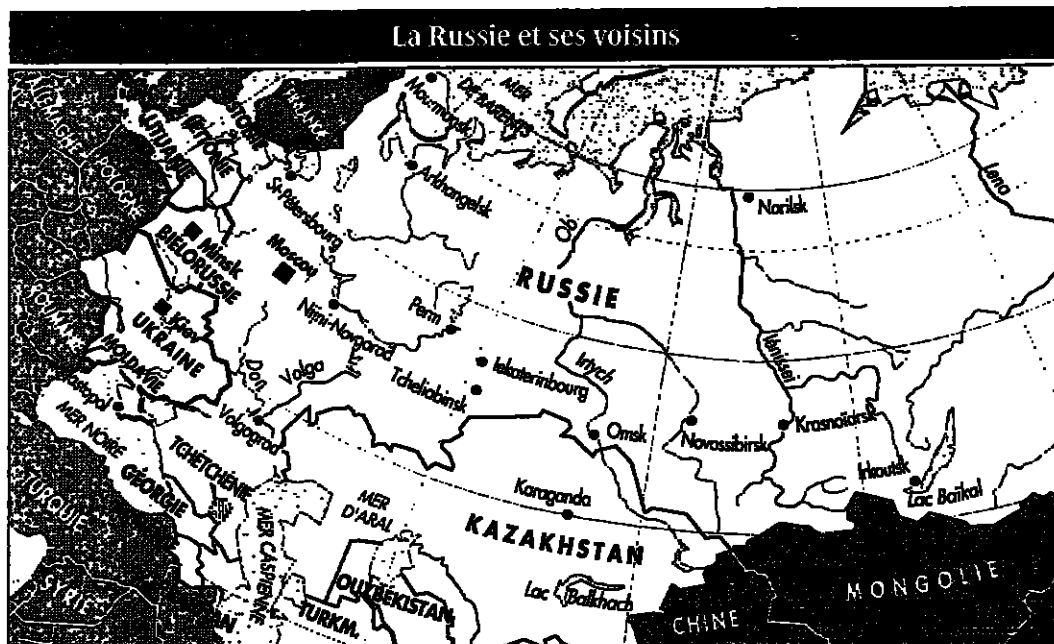 La Russie et ses voisins
Mourmansk
MER
DE BARENTS
LITUANIE
LETTONIE
St-Pétersbourg
Arkhangelsk
Norilsk
Léna
Ob
Minsk
BIÉLORUSSIE
Moscou
RUSSIE
Kiev
UKRAINE
MOLDAVIE
Nijni-Novgorod
Perm
Iénisseï
Irtych
Iekaterinbourg
Tcheliabinsk
Don
Volga
Volgograd
MER NOIRE
TCHÉTCHÉNIE
GÉORGIE
TURQUIE
Omsk
Novossibirsk
Krasnoïarsk
Irkoutsk
Lac Baïkal
Karaganda
MER
D'ARAL
KAZAKHSTAN
MER CASPIENNE
OUZBÉKISTAN
TURKM.
Lac Balkhach
CHINE
MONGOLIE
SYRIE